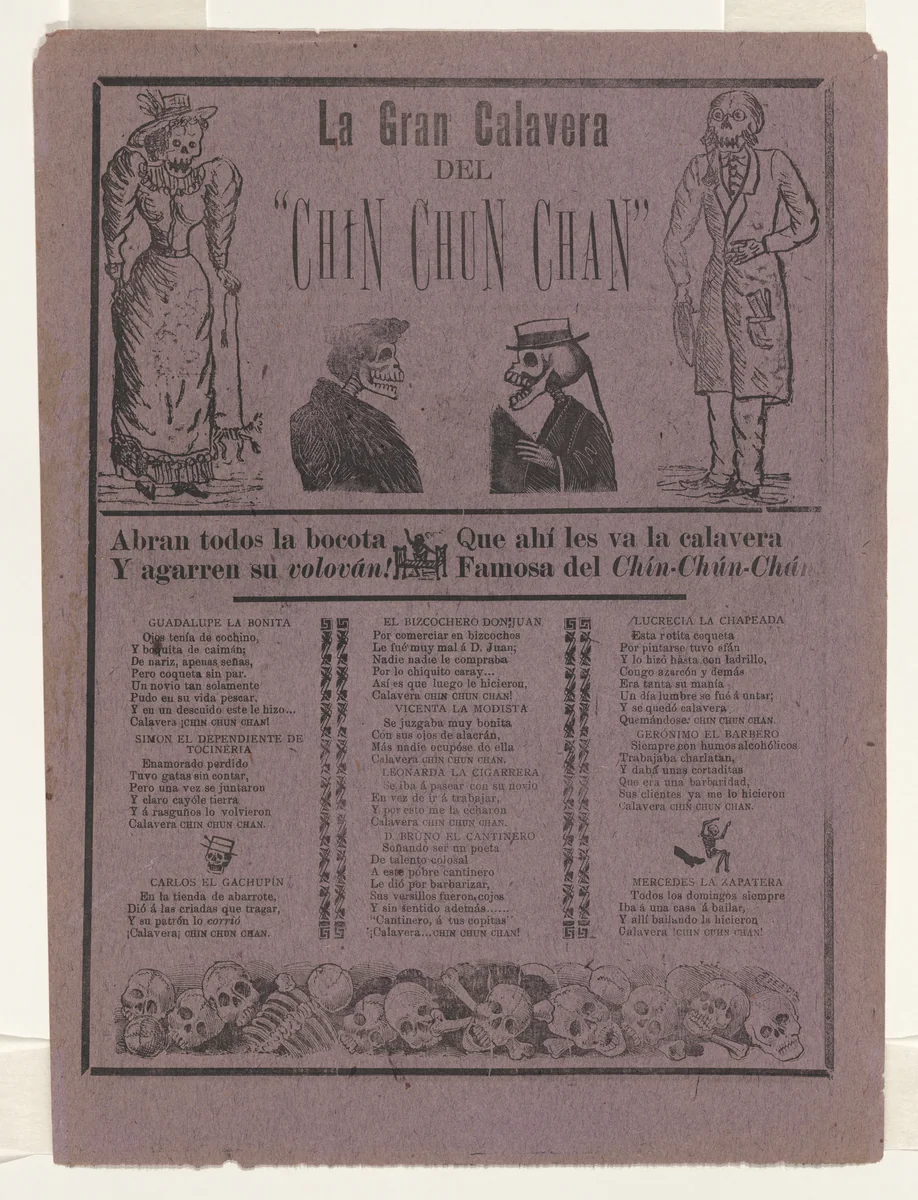 La Gran Calavera
DEL
"CHIN CHUN CHAN"
Abran todos la bocota
Y agarren su volován!
Que ahí les va la calavera
Famosa del Chín-Chún-Chán
GUADALUPE LA BONITA
Ojos tenía de cochino,
Y boquita de caimán;
De nariz, apenas señas,
Pero coqueta sin par.
Un novio tan solamente
Pudo en su vida pescar,
Y en un descuido este le hizo...
Calavera ¡CHIN CHUN CHAN!
SIMON EL DEPENDIENTE DE
TOCINERIA
Enamorado perdido
Tuvo gatas sin contar,
Pero una vez se juntaron
Y claro cayóle tierra
Y á rasguños lo volvieron
Calavera CHIN CHUN CHAN.
CARLOS EL GACHUPÍN
En la tienda de abarrote,
Dió á las criadas que tragar,
Y su patrón lo corrió
¡Calavera¡ CHIN CHUN CHAN.
EL BIZCOCHERO DON JUAN
Por comerciar en bizcochos
Le fué muy mal á D. Juan;
Nadie nadie le compraba
Por lo chiquito caray...
Así es que luego le hicieron,
Calavera CHIN CHUN CHAN!
VICENTA LA MODISTA
Se juzgaba muy bonita
Con sus ojos de alacrán,
Más nadie ocupóse de ella
Calavera CHIN CHUN CHAN.
LEONARDA LA CIGARRERA
Se iba á pasear con su novio
En vez de ir á trabajar,
Y por esto me la echaron
Calavera CHIN CHUN CHAN.
D. BRUNO EL CANTINERO
Soñando ser un poeta
De talento colosal
A este póbre cantinero
Le dió por barbarizar,
Sus versillos fueron cojos
Y sin sentido además......
"Cantinero, á tus copitas"
¡Calavera...CHIN CHUN CHAN!
LUCRECIA LA CHAPEADA
Esta rotita coqueta
Por pintarse tuvo afán
Y lo hizó hasta con ladrillo,
Congo azarcón y demás
Era tanta su manía
Un día lumbre se fué á untar;
Y se quedó calavera
Quemándose! CHIN CHUN CHAN.
GERÓNIMO EL BARBERO
Siempre con humos alcohólicos
Trabajaba charlatan,
Y dabá unas cortaditas
Que era una barbaridad,
Sus clientes ya me lo hicieron
Calavera CHIN CHUN CHAN.
MERCEDES LA ZAPATERA
Todos los domingos siempre
Iba á una casa á bailar,
Y allí bailando la hicieron
Calavera !CHIN CUHN CHAN!